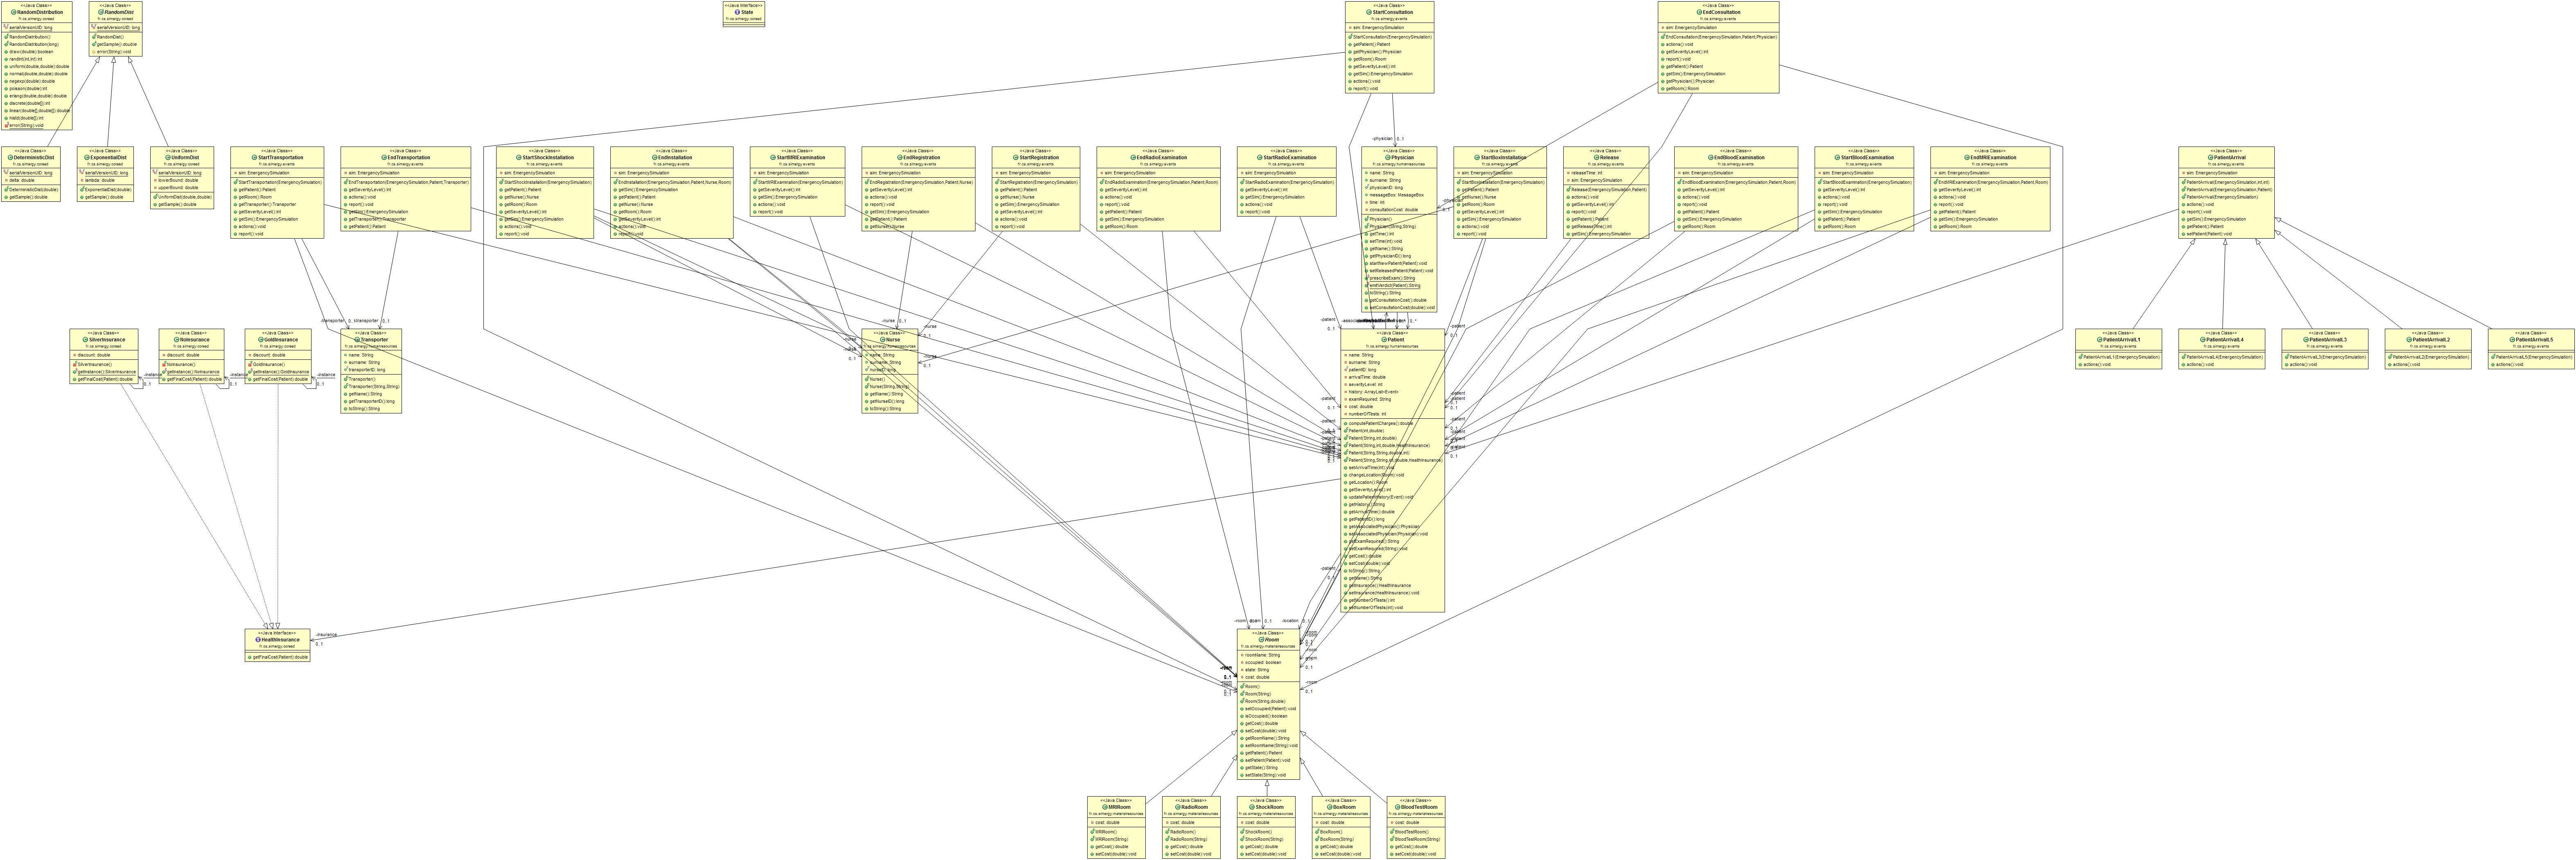 <<Java Class>>
RandomDistribution
fr.cs.simergy.coread
serialVersionUID: long
RandomDistribution()
RandomDistribution(long)
draw(double):boolean
randInt(int,int):int
uniform(double,double):double
normal(double,double):double
negexp(double):double
poisson(double):int
erlang(double,double):double
discrete(double[]):int
linear(double[],double[]):double
hisId(double[]):int
error(String):void
<<Java Class>>
RandomDist
fr.cs.simergy.coread
serialVersionUID: long
RandomDist()
getSample():double
error(String):void
<<Java Interface>>
State
fr.cs.simergy.coread
<<Java Class>>
StartConsultation
fr.cs.simergy.events
sim: EmergencySimulation
StartConsultation(EmergencySimulation)
getPatient():Patient
getPhysician():Physician
getRoom():Room
getSeverityLevel():int
getSim():EmergencySimulation
actions():void
report():void
<<Java Class>>
EndConsultation
fr.cs.simergy.events
sim: EmergencySimulation
EndConsultation(EmergencySimulation,Patient,Physician)
actions():void
getSeverityLevel():int
report():void
getPatient():Patient
getSim():EmergencySimulation
getPhysician():Physician
getRoom():Room
<<Java Class>>
DeterministicDist
fr.cs.simergy.coread
serialVersionUID: long
delta: double
DeterministicDist(double)
getSample():double
<<Java Class>>
ExponentialDist
fr.cs.simergy.coread
serialVersionUID: long
lambda: double
ExponentialDist(double)
getSample():double
<<Java Class>>
UniformDist
fr.cs.simergy.coread
serialVersionUID: long
lowerBound: double
upperBound: double
UniformDist(double,double)
getSample():double
<<Java Class>>
StartTransportation
fr.cs.simergy.events
sim: EmergencySimulation
StartTransportation(EmergencySimulation)
getPatient():Patient
getRoom():Room
getTransporter():Transporter
getSeverityLevel():int
getSim():EmergencySimulation
actions():void
report():void
<<Java Class>>
EndTransportation
fr.cs.simergy.events
sim: EmergencySimulation
EndTransportation(EmergencySimulation,Patient,Transporter)
getSeverityLevel():int
actions():void
report():void
getSim():EmergencySimulation
getTransporter():Transporter
getPatient():Patient
<<Java Class>>
StartShockInstallation
fr.cs.simergy.events
sim: EmergencySimulation
StartShockInstallation(EmergencySimulation)
getPatient():Patient
getNurse():Nurse
getRoom():Room
getSeverityLevel():int
getSim():EmergencySimulation
actions():void
report():void
<<Java Class>>
EndInstallation
fr.cs.simergy.events
sim: EmergencySimulation
EndInstallation(EmergencySimulation,Patient,Nurse,Room)
getSim():EmergencySimulation
getPatient():Patient
getNurse():Nurse
getRoom():Room
getSeverityLevel():int
actions():void
report():void
<<Java Class>>
StartMRIExamination
fr.cs.simergy.events
sim: EmergencySimulation
StartMRIExamination(EmergencySimulation)
getSeverityLevel():int
getSim():EmergencySimulation
actions():void
report():void
<<Java Class>>
EndRegistration
fr.cs.simergy.events
sim: EmergencySimulation
EndRegistration(EmergencySimulation,Patient,Nurse)
getSeverityLevel():int
actions():void
report():void
getSim():EmergencySimulation
getPatient():Patient
getNurse():Nurse
<<Java Class>>
StartRegistration
fr.cs.simergy.events
sim: EmergencySimulation
StartRegistration(EmergencySimulation)
getPatient():Patient
getNurse():Nurse
getSim():EmergencySimulation
getSeverityLevel():int
actions():void
report():void
<<Java Class>>
EndRadioExamination
fr.cs.simergy.events
sim: EmergencySimulation
EndRadioExamination(EmergencySimulation,Patient,Room)
getSeverityLevel():int
actions():void
report():void
getPatient():Patient
getSim():EmergencySimulation
getRoom():Room
<<Java Class>>
StartRadioExamination
fr.cs.simergy.events
sim: EmergencySimulation
StartRadioExamination(EmergencySimulation)
getSeverityLevel():int
getSim():EmergencySimulation
actions():void
report():void
-physician 0..1
<<Java Class>>
Physician
fr.cs.simergy.humanresources
name: String
surname: String
physicianID: long
messageBox: MessageBox
time: int
consultationCost: double
Physician()
Physician(String,String)
getTime():int
setTime(int):void
getName():String
getPhysicianID():long
startNewPatient(Patient):void
setReleasedPatient(Patient):void
prescribeExam():String
emitVerdict(Patient):String
toString():String
getConsultationCost():double
setConsultationCost(double):void
<<Java Class>>
StartBoxInstallation
fr.cs.simergy.events
sim: EmergencySimulation
StartBoxInstallation(EmergencySimulation)
getPatient():Patient
getNurse():Nurse
getRoom():Room
getSeverityLevel():int
getSim():EmergencySimulation
actions():void
report():void
<<Java Class>>
Release
fr.cs.simergy.events
releaseTime: int
sim: EmergencySimulation
Release(EmergencySimulation,Patient)
actions():void
getSeverityLevel():int
report():void
getPatient():Patient
getReleaseTime():int
getSim():EmergencySimulation
<<Java Class>>
EndBloodExamination
fr.cs.simergy.events
sim: EmergencySimulation
EndBloodExamination(EmergencySimulation,Patient,Room)
getSeverityLevel():int
actions():void
report():void
getPatient():Patient
getSim():EmergencySimulation
getRoom():Room
<<Java Class>>
StartBloodExamination
fr.cs.simergy.events
sim: EmergencySimulation
StartBloodExamination(EmergencySimulation)
getSeverityLevel():int
actions():void
report():void
getSim():EmergencySimulation
getPatient():Patient
getRoom():Room
<<Java Class>>
EndMRIExamination
fr.cs.simergy.events
sim: EmergencySimulation
EndMRIExamination(EmergencySimulation,Patient,Room)
getSeverityLevel():int
actions():void
report():void
getPatient():Patient
getSim():EmergencySimulation
getRoom():Room
<<Java Class>>
PatientArrival
fr.cs.simergy.events
sim: EmergencySimulation
PatientArrival(EmergencySimulation,int,int)
PatientArrival(EmergencySimulation,Patient)
PatientArrival(EmergencySimulation)
actions():void
report():void
getSim():EmergencySimulation
getPatient():Patient
setPatient(Patient):void
<<Java Class>>
SilverInsurance
fr.cs.simergy.coread
discount: double
SilverInsurance()
getInstance():SilverInsurance
getFinalCost(Patient):double
-instance
0..1
<<Java Class>>
NoInsurance
fr.cs.simergy.coread
discount: double
NoInsurance()
getInstance():NoInsurance
getFinalCost(Patient):double
-instance
0..1
<<Java Class>>
GoldInsurance
fr.cs.simergy.coread
discount: double
GoldInsurance()
getInstance():GoldInsurance
getFinalCost(Patient):double
-instance
0..1
-transporter
-transporter 0..1
<<Java Class>>
Transporter
fr.cs.simergy.humanresources
name: String
surname: String
transporterID: long
Transporter()
Transporter(String,String)
getName():String
getTransporterID():long
toString():String
-nurse 0..1
-nurse
0..1
-nurse
0..1
<<Java Class>>
Nurse
fr.cs.simergy.humanresources
name: String
surname: String
nurseID: long
Nurse()
Nurse(String,String)
getName():String
getNurseID():long
toString():String
-patient
0..1
<<Java Class>>
Patient
fr.cs.simergy.humanresources
name: String
surname: String
patientID: long
arrivalTime: double
severityLevel: int
history: ArrayList<Event>
examRequired: String
cost: double
numberOfTests: int
computePatientCharges():double
Patient(int,double)
Patient(String,int,double)
Patient(String,int,double,HealthInsurance)
Patient(String,String,double,int)
Patient(String,String,int,double,HealthInsurance)
setArrivalTime(int):void
changeLocation(Room):void
getLocation():Room
getSeverityLevel():int
updatePatientHistory(Event):void
getHistory():String
getArrivalTime():double
getPatientID():long
getAssociatedPhysician():Physician
setAssociatedPhysician(Physician):void
getExamRequired():String
setExamRequired(String):void
getCost():double
setCost(double):void
toString():String
getName():String
getInsurance():HealthInsurance
setInsurance(HealthInsurance):void
getNumberOfTests():int
setNumberOfTests(int):void
<<Java Class>>
PatientArrivalL1
fr.cs.simergy.events
PatientArrivalL1(EmergencySimulation)
actions():void
<<Java Class>>
PatientArrivalL4
fr.cs.simergy.events
PatientArrivalL4(EmergencySimulation)
actions():void
<<Java Class>>
PatientArrivalL3
fr.cs.simergy.events
PatientArrivalL3(EmergencySimulation)
actions():void
<<Java Class>>
PatientArrivalL2
fr.cs.simergy.events
PatientArrivalL2(EmergencySimulation)
actions():void
<<Java Class>>
PatientArrivalL5
fr.cs.simergy.events
PatientArrivalL5(EmergencySimulation)
actions():void
<<Java Interface>>
HealthInsurance
fr.cs.simergy.coread
getFinalCost(Patient):double
-insurance
0..1
-location 0..1
<<Java Class>>
Room
fr.cs.simergy.materialresources
roomName: String
occupied: boolean
state: String
cost: double
Room()
Room(String)
Room(String,double)
setOccupied(Patient):void
isOccupied():boolean
getCost():double
setCost(double):void
getRoomName():String
setRoomName(String):void
getPatient():Patient
setPatient(Patient):void
getState():String
setState(String):void
-room
0..1
<<Java Class>>
MRIRoom
fr.cs.simergy.materialresources
cost: double
MRIRoom()
MRIRoom(String)
getCost():double
setCost(double):void
<<Java Class>>
RadioRoom
fr.cs.simergy.materialresources
cost: double
RadioRoom()
RadioRoom(String)
getCost():double
setCost(double):void
<<Java Class>>
ShockRoom
fr.cs.simergy.materialresources
cost: double
ShockRoom()
ShockRoom(String)
getCost():double
setCost(double):void
<<Java Class>>
BoxRoom
fr.cs.simergy.materialresources
cost: double
BoxRoom()
BoxRoom(String)
getCost():double
setCost(double):void
<<Java Class>>
BloodTestRoom
fr.cs.simergy.materialresources
cost: double
BloodTestRoom()
BloodTestRoom(String)
getCost():double
setCost(double):void